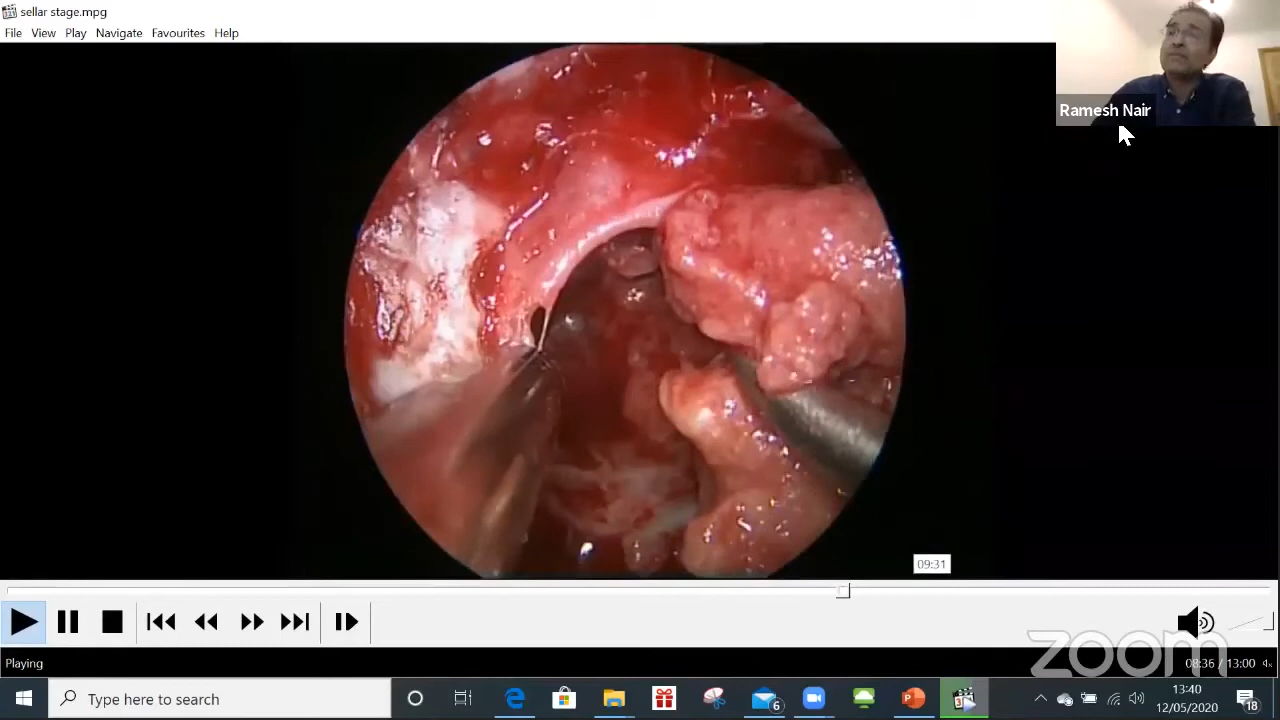 sellar stage.mpg
File View Play Navigate Favourites Help
Ramesh Nair
09:31
zoom
Playing
08:36 / 13:00
Type here to search
6
13:40
12/05/2020
18